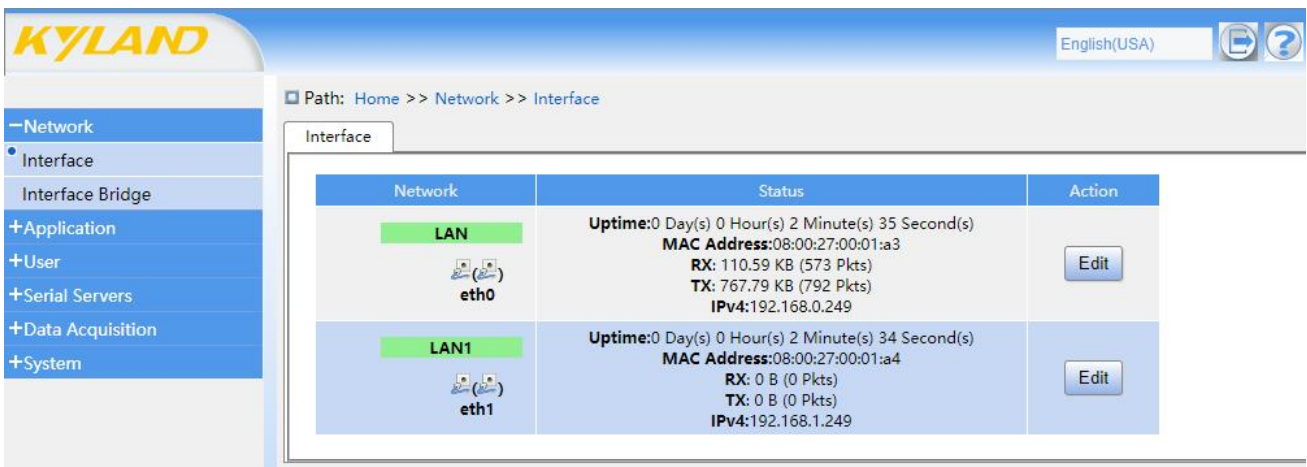 KYLAND
English(USA)
Path: Home >> Network >> Interface
−Network
Interface
Interface Bridge
+Application
+User
+Serial Servers
+Data Acquisition
+System
Interface
Network Status Action
LAN
()
eth0
Uptime:0 Day(s) 0 Hour(s) 2 Minute(s) 35 Second(s)
MAC Address:08:00:27:00:01:a3
RX: 110.59 KB (573 Pkts)
TX: 767.79 KB (792 Pkts)
IPv4:192.168.0.249
Edit
LAN1
()
eth1
Uptime:0 Day(s) 0 Hour(s) 2 Minute(s) 34 Second(s)
MAC Address:08:00:27:00:01:a4
RX: 0 B (0 Pkts)
TX: 0 B (0 Pkts)
IPv4:192.168.1.249
Edit